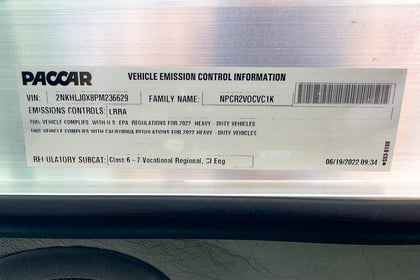 PACCAR VEHICLE EMISSION CONTROL INFORMATION
VIN: 2NKHLJ0X8PM236629 FAMILY NAME: NPCR2VOCVC1K
EMISSIONS CONTROLS: LRRA
THIS VEHICLE COMPLIES WITH U.S. EPA REGULATIONS FOR 2022 HEAVY - DUTY VEHICLES
THIS VEHICLE COMPLIES WITH CALIFORNIA REGULATIONS FOR 2022 HEAVY - DUTY VEHICLES
REGULATORY SUBCAT: Class 6 - 7 Vocational Regional, CI Eng
06/19/2022 09:34